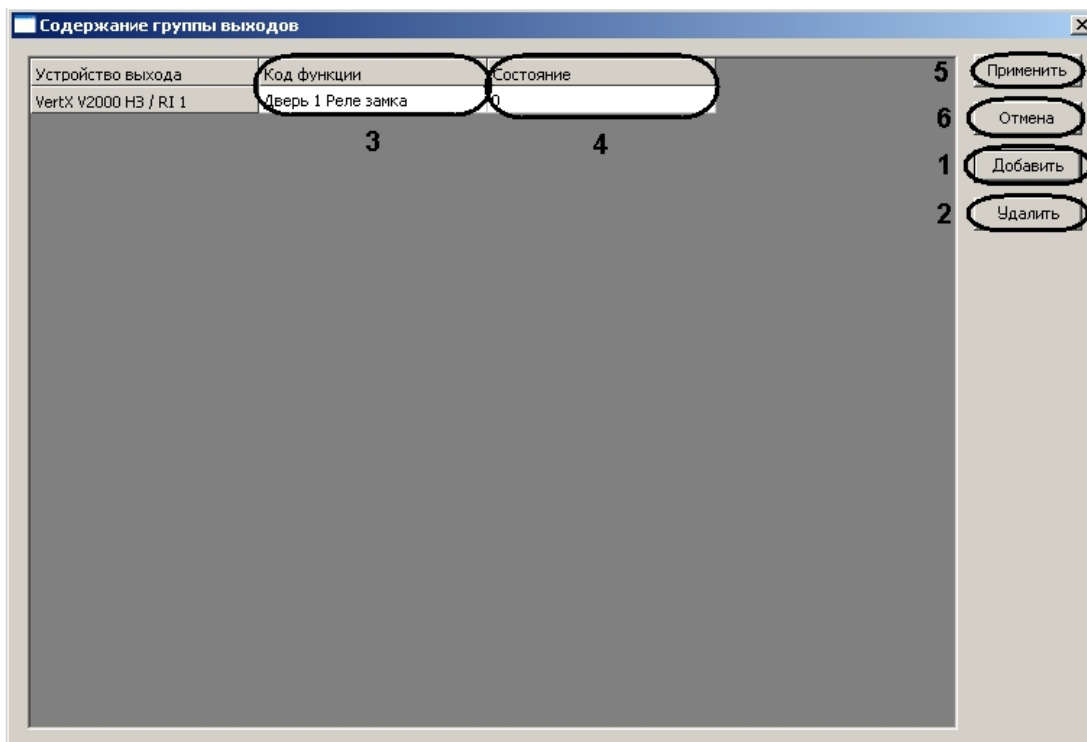 Содержание группы выходов
Устройство выхода Код функции Состояние 5 Применить
VertX V2000 H3 / RI 1 Дверь 1 Реле замка 0
6 Отмена
3 4
1 Добавить
2 Удалить